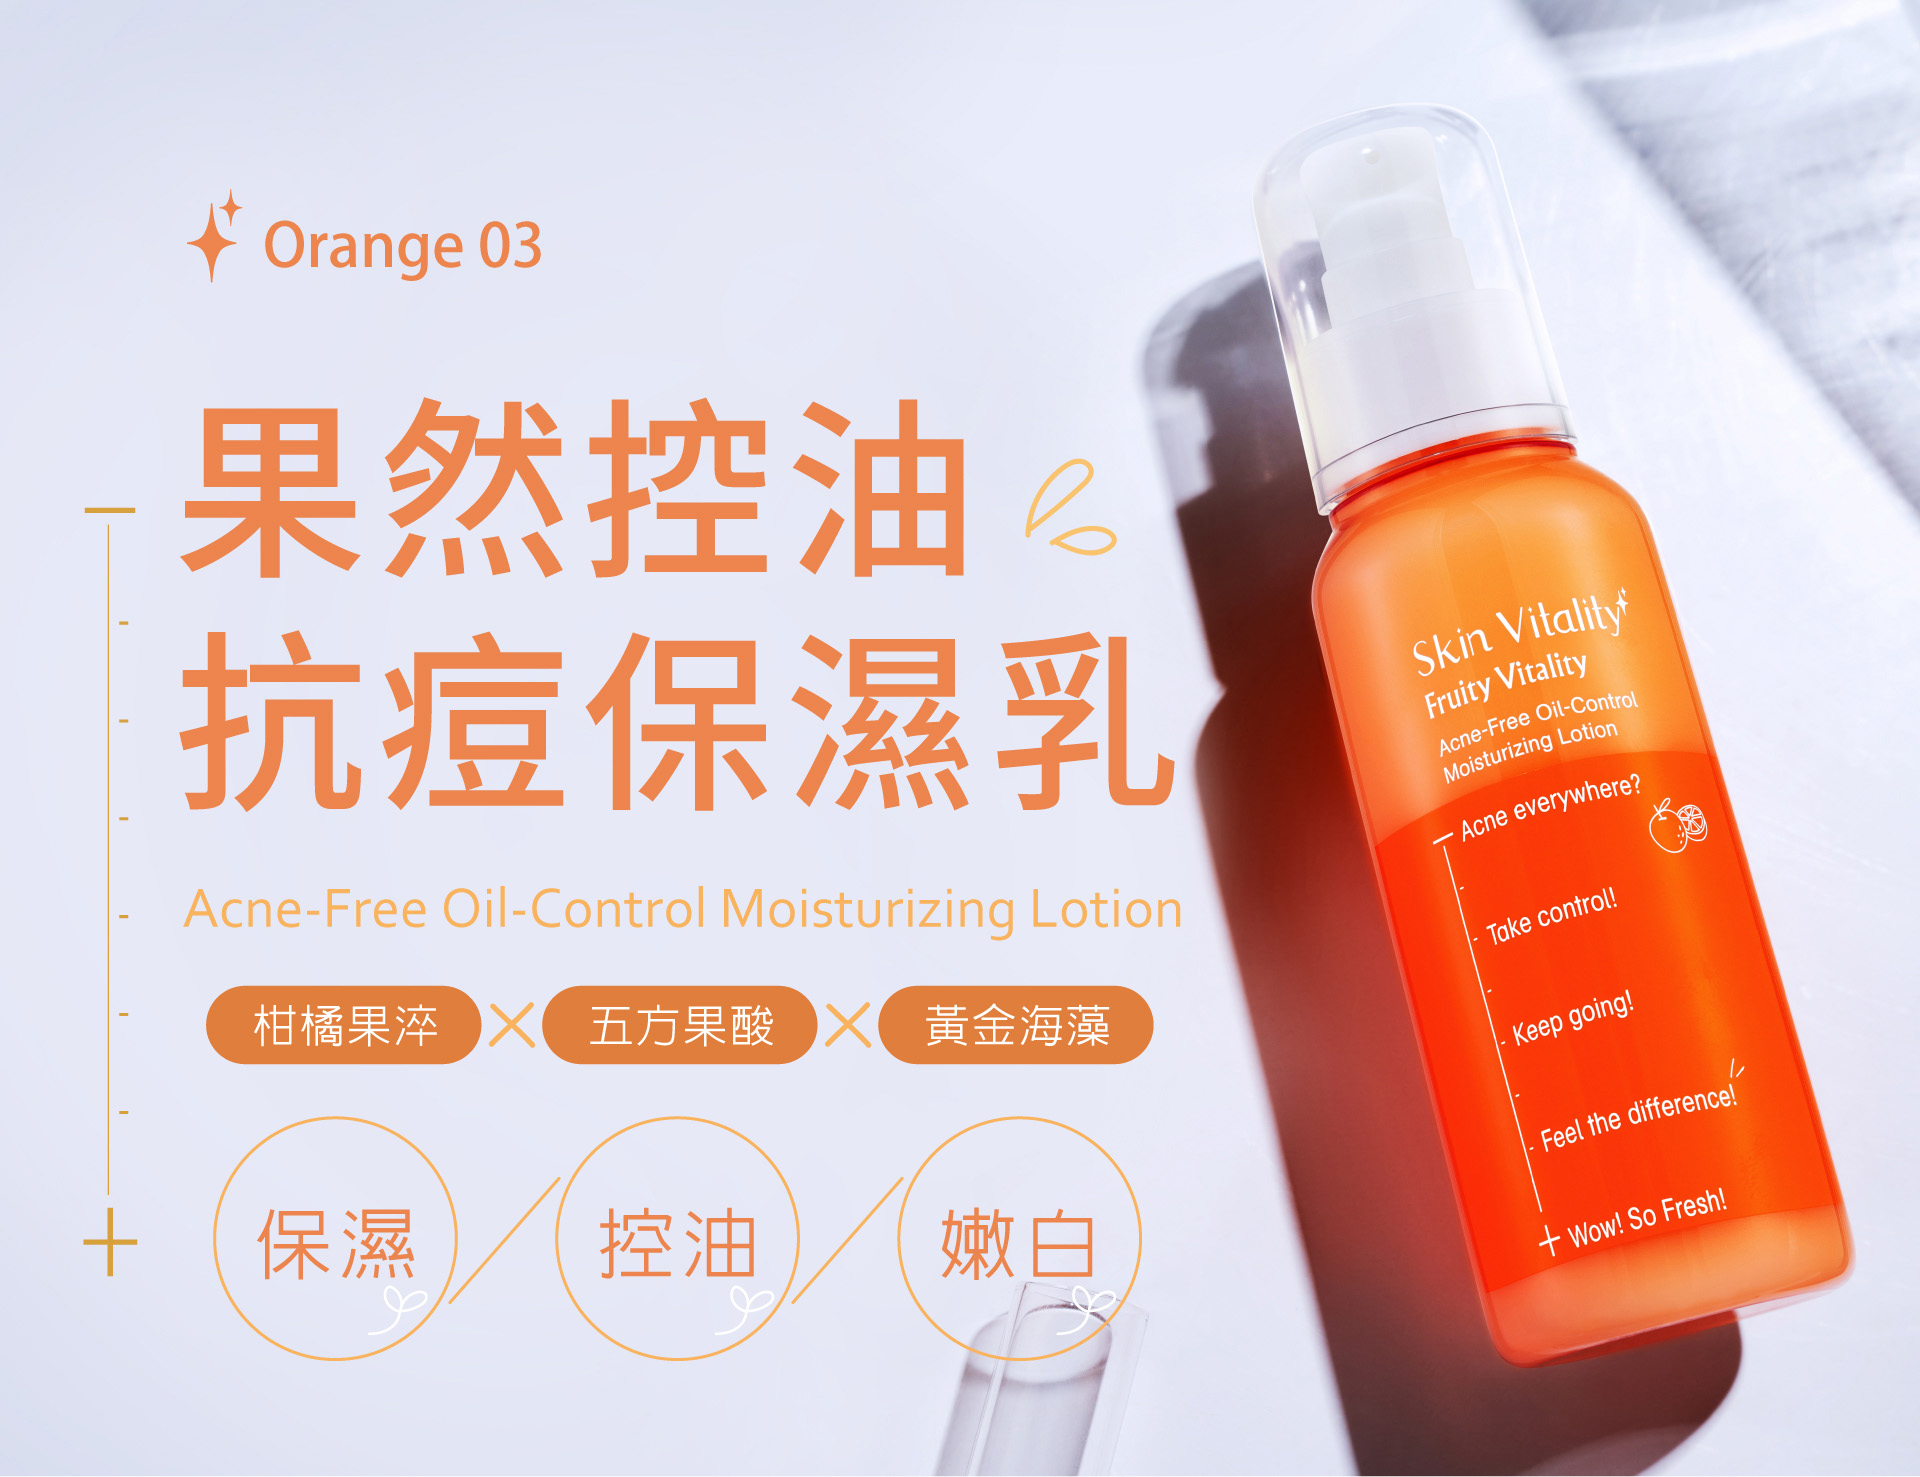 Orange 03
果然控油
抗痘保濕乳
Acne-Free Oil-Control Moisturizing Lotion
柑橘果淬×五方果酸×黃金海藻
保濕/控油/嫩白
Skin Vitality
Fruity Vitality
Acne-Free Oil-Control
Moisturizing Lotion
Acne everywhere?
Take control!
Keep going!
Feel the difference!
Wow! So Fresh!